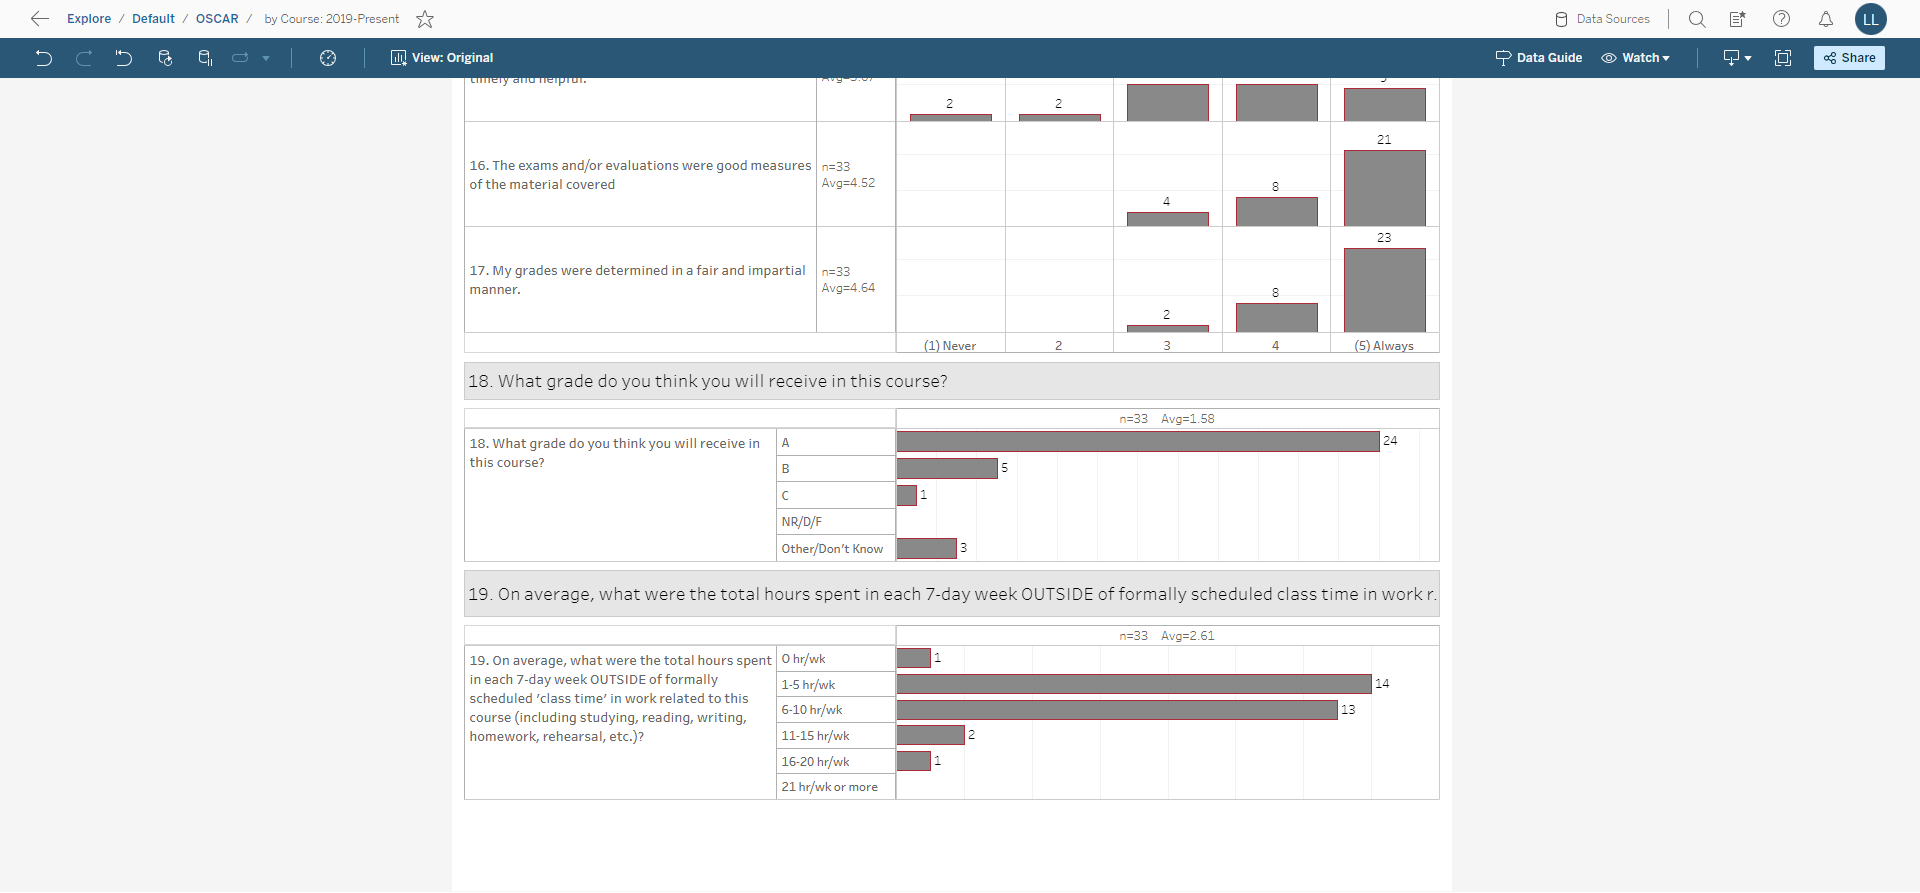 Explore / Default / OSCAR / by Course: 2019-Present
Data Sources
LL
View: Original
Data Guide
Watch
Share
timely and helpful.
2
2
16. The exams and/or evaluations were good measures
of the material covered
n=33
Avg=4.52
4
8
21
17. My grades were determined in a fair and impartial
manner.
n=33
Avg=4.64
2
8
23
(1) Never
2
3
4
(5) Always
18. What grade do you think you will receive in this course?
n=33 Avg=1.58
18. What grade do you think you will receive in
this course?
A
24
B
5
C
1
NR/D/F
Other/Don't Know
3
19. On average, what were the total hours spent in each 7-day week OUTSIDE of formally scheduled class time in work r.
n=33 Avg=2.61
19. On average, what were the total hours spent
in each 7-day week OUTSIDE of formally
scheduled 'class time' in work related to this
course (including studying, reading, writing,
homework, rehearsal, etc.)?
0 hr/wk
1
1-5 hr/wk
14
6-10 hr/wk
13
11-15 hr/wk
2
16-20 hr/wk
1
21 hr/wk or more